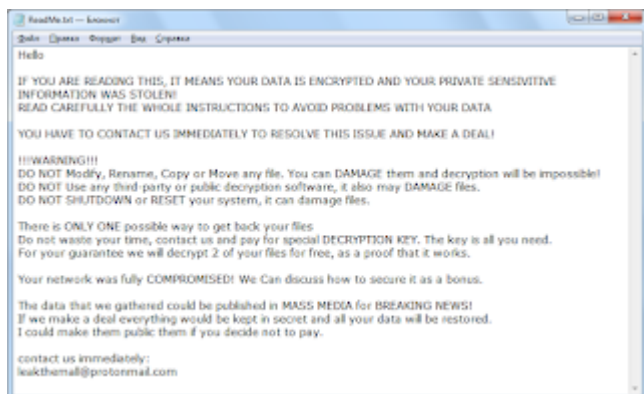 ReadMe.txt — Блокнот
Файл Правка Формат Вид Справка
Hello
IF YOU ARE READING THIS, IT MEANS YOUR DATA IS ENCRYPTED AND YOUR PRIVATE SENSIVITIVE
INFORMATION WAS STOLEN!
READ CAREFULLY THE WHOLE INSTRUCTIONS TO AVOID PROBLEMS WITH YOUR DATA
YOU HAVE TO CONTACT US IMMEDIATELY TO RESOLVE THIS ISSUE AND MAKE A DEAL!
!!!WARNING!!!
DO NOT Modify, Rename, Copy or Move any file. You can DAMAGE them and decryption will be impossible!
DO NOT Use any third-party or public decryption software, it also may DAMAGE files.
DO NOT SHUTDOWN or RESET your system, it can damage files.
There is ONLY ONE possible way to get back your files
Do not waste your time, contact us and pay for special DECRYPTION KEY. The key is all you need.
For your guarantee we will decrypt 2 of your files for free, as a proof that it works.
Your network was fully COMPROMISED! We Can discuss how to secure it as a bonus.
The data that we gathered could be published in MASS MEDIA for BREAKING NEWS!
If we make a deal everything would be kept in secret and all your data will be restored.
I could make them public them if you decide not to pay.
contact us immediately:
leakthemall@protonmail.com